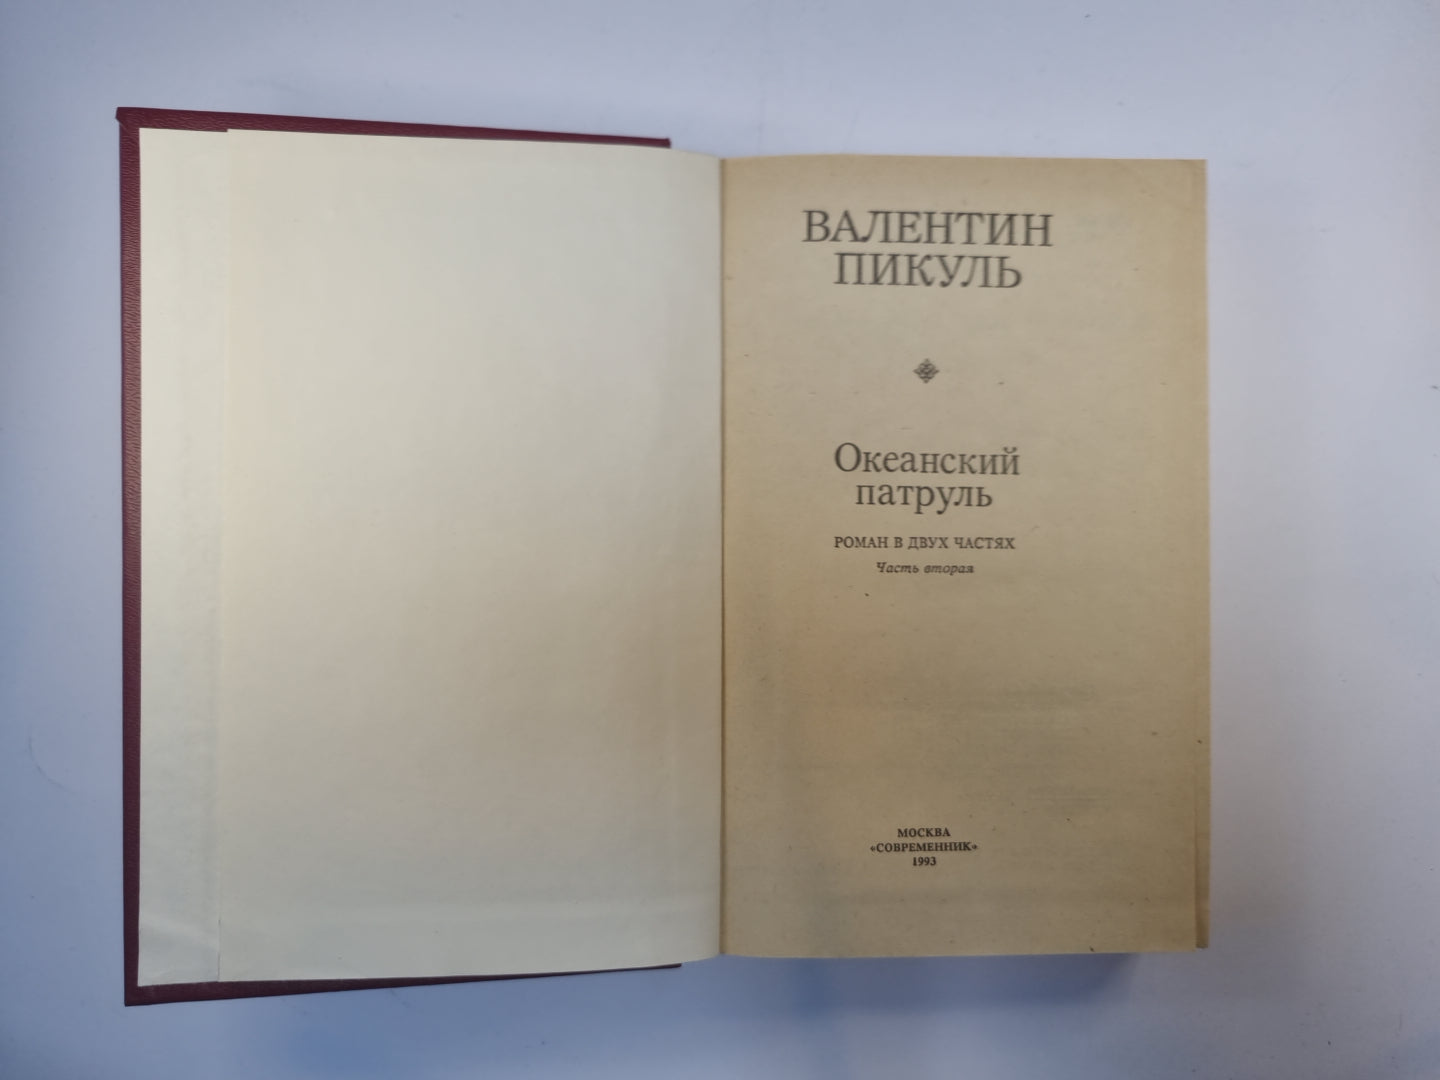 ВАЛЕНТИН
ПИКУЛЬ
Океанский
патруль
РОМАН В ДВУХ ЧАСТЯХ
Часть вторая
МОСКВА
«СОВРЕМЕННИК»
1993